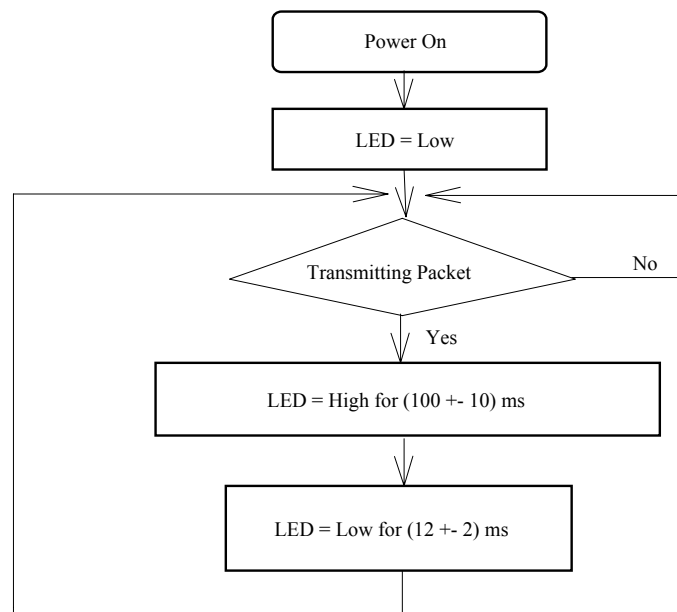 Power On
LED = Low
Transmitting Packet
No
Yes
LED = High for (100 +- 10) ms
LED = Low for (12 +- 2) ms